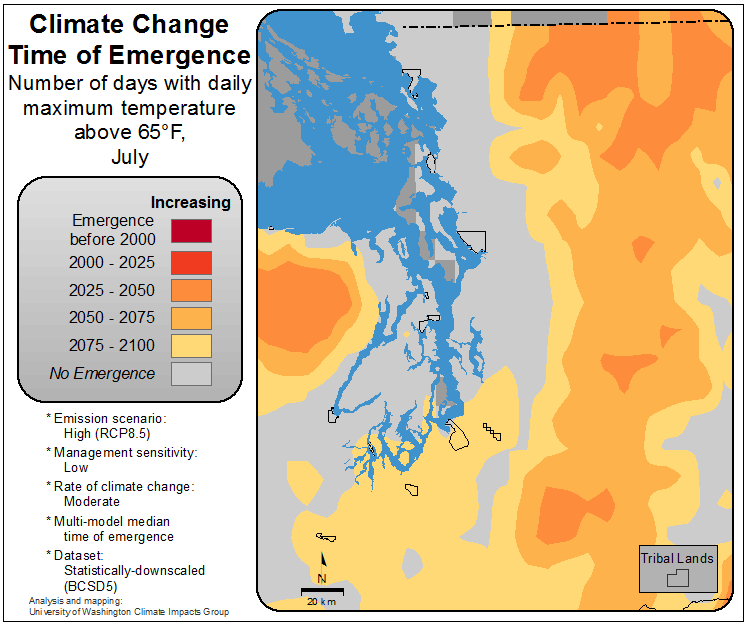 Climate Change
Time of Emergence
Number of days with daily
maximum temperature
above 65°F,
July
Increasing
Emergence
before 2000
2000 - 2025
2025 - 2050
2050 - 2075
2075 - 2100
No Emergence
* Emission scenario:
High (RCP8.5)
* Management sensitivity:
Low
* Rate of climate change:
Moderate
* Multi-model median
time of emergence
* Dataset:
Statistically-downscaled
(BCSD5)
Analysis and mapping:
University of Washington Climate Impacts Group
N
20 km
Tribal Lands